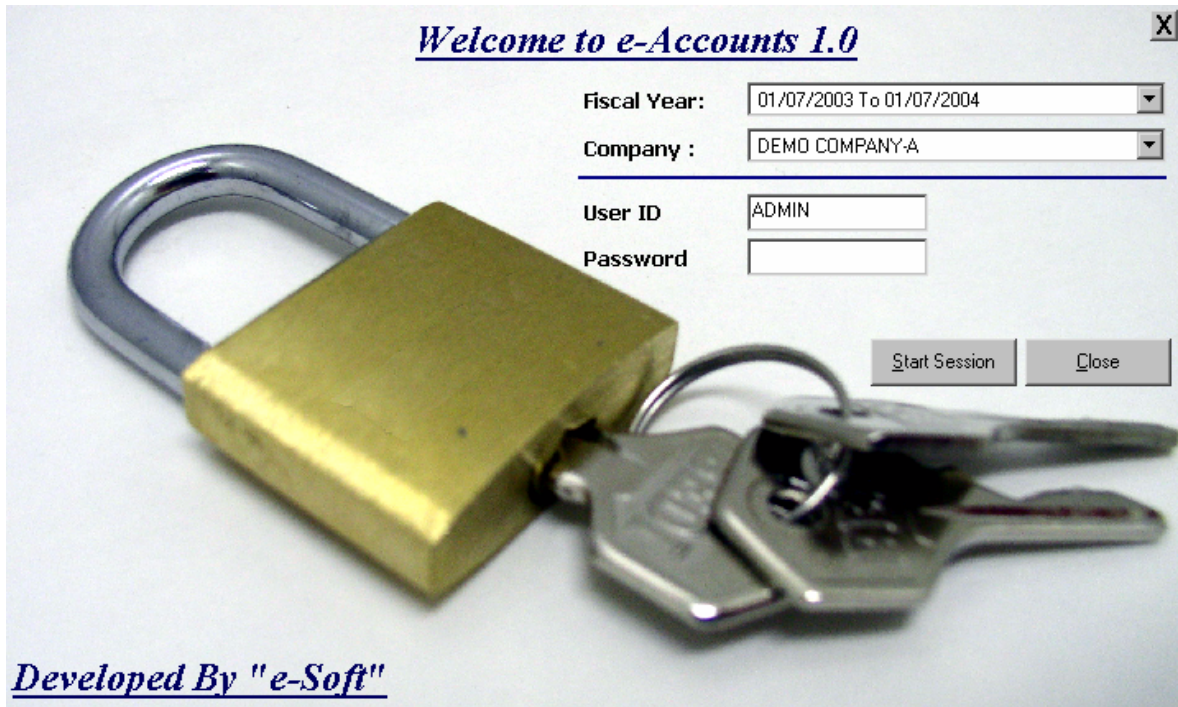 Welcome to e-Accounts 1.0
X
Fiscal Year: 01/07/2003 To 01/07/2004
Company : DEMO COMPANY-A
User ID ADMIN
Password
Start Session Close
Developed By "e-Soft"